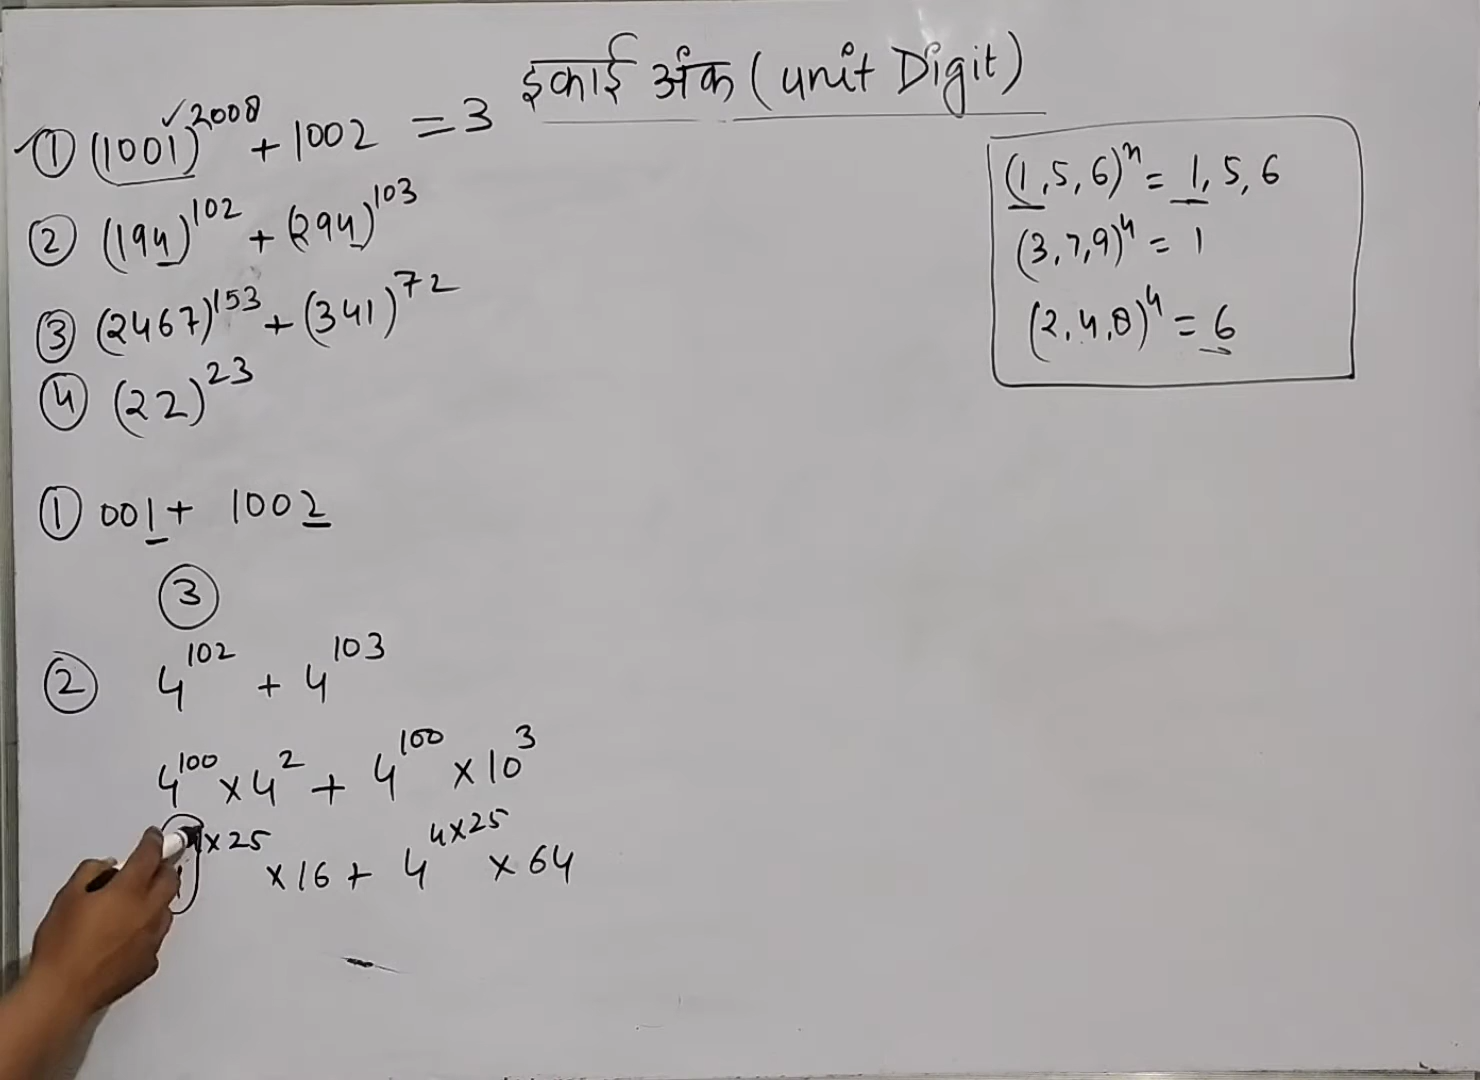 इकाई अंक (unit Digit)
① (1001)^2008 + 1002 = 3
② (194)^102 + (294)^103
③ (2467)^153 + (341)^72
④ (22)^23
(1,5,6)^n = 1, 5, 6
(3,7,9)^4 = 1
(2,4,8)^4 = 6
① 001 + 1002
③
② 4^102 + 4^103
4^100 × 4^2 + 4^100 × 10^3
× 25 × 16 + 4^4×25 × 64